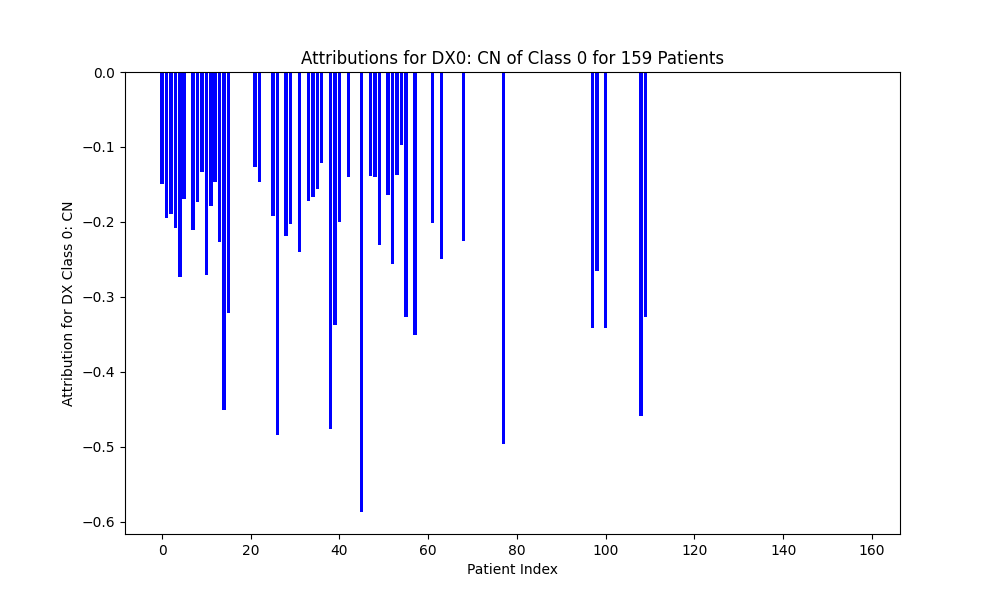 Attributions for DX0: CN of Class 0 for 159 Patients
Attribution for DX Class 0: CN
0.0
−0.1
−0.2
−0.3
−0.4
−0.5
−0.6
0 20 40 60 80 100 120 140 160
Patient Index